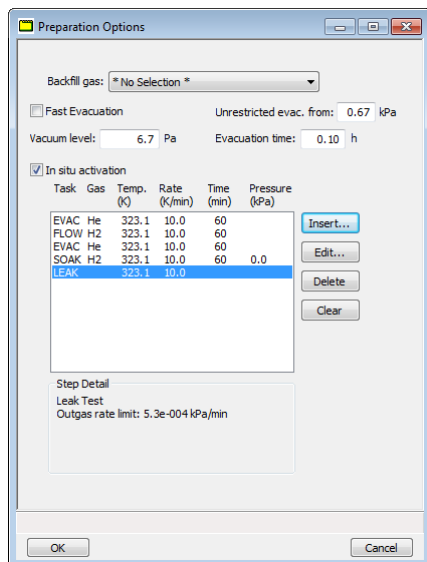 Preparation Options
Backfill gas: * No Selection *
Fast Evacuation Unrestricted evac. from: 0.67 kPa
Vacuum level: 6.7 Pa Evacuation time: 0.10 h
In situ activation
Task Gas Temp. Rate Time Pressure
(K) (K/min) (min) (kPa)
EVAC He 323.1 10.0 60
FLOW H2 323.1 10.0 60
EVAC He 323.1 10.0 60
SOAK H2 323.1 10.0 60 0.0
LEAK 323.1 10.0
Insert...
Edit...
Delete
Clear
Step Detail
Leak Test
Outgas rate limit: 5.3e-004 kPa/min
OK Cancel